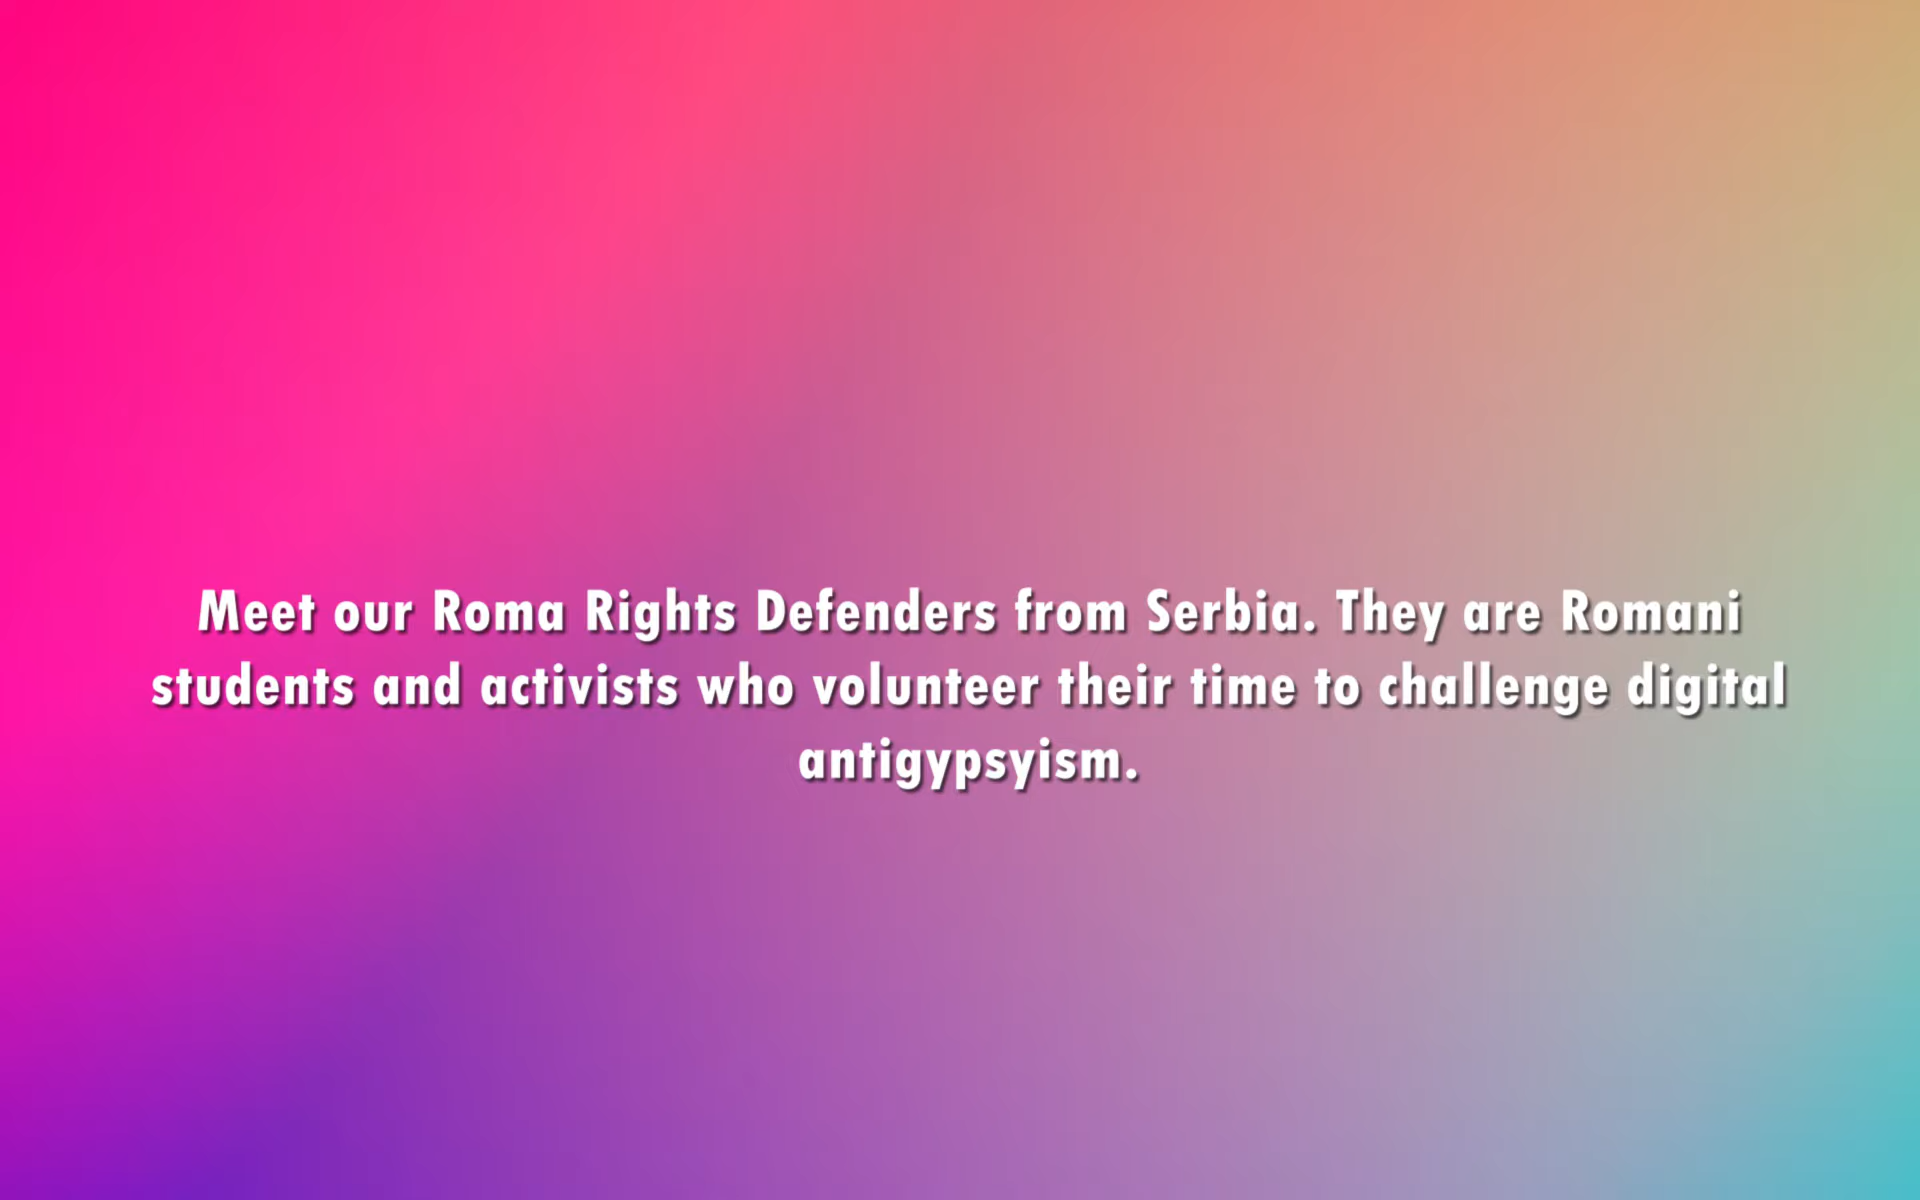 Meet our Roma Rights Defenders from Serbia. They are Romani
students and activists who volunteer their time to challenge digital
antigypsyism.